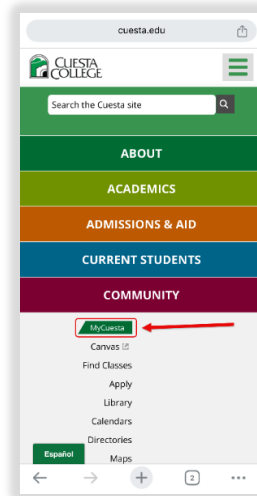 cuesta.edu
CUESTA
COLLEGE
Search the Cuesta site
ABOUT
ACADEMICS
ADMISSIONS & AID
CURRENT STUDENTS
COMMUNITY
MyCuesta
Canvas
Find Classes
Apply
Library
Calendars
Directories
Español
Maps
2